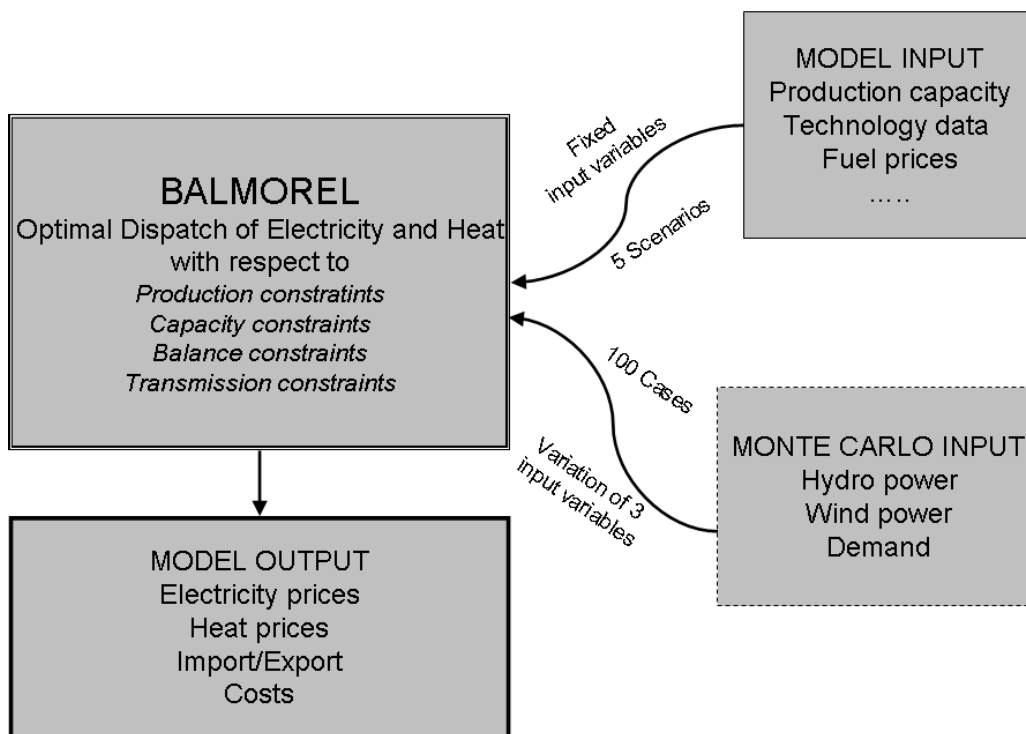 BALMOREL
Optimal Dispatch of Electricity and Heat
with respect to
Production constratints
Capacity constraints
Balance constraints
Transmission constraints
MODEL OUTPUT
Electricity prices
Heat prices
Import/Export
Costs
Fixed
input variables
5 Scenarios
100 Cases
Variation of 3
input variables
MODEL INPUT
Production capacity
Technology data
Fuel prices
.....
MONTE CARLO INPUT
Hydro power
Wind power
Demand